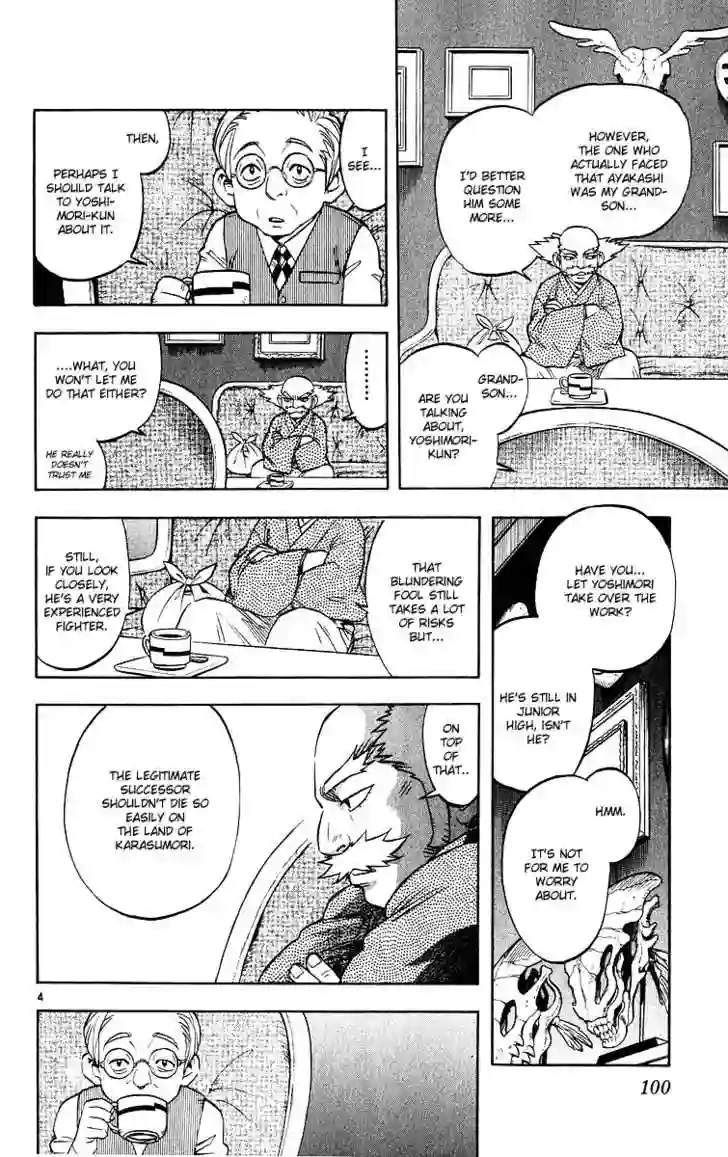 HOWEVER,
THE ONE WHO
ACTUALLY FACED
THAT AYAKASHI
WAS MY GRAND-
SON...
I'D BETTER
QUESTION
HIM SOME
MORE...
GRAND-
SON...
ARE YOU
TALKING
ABOUT,
YOSHIMORI-
KUN?
I
SEE...
THEN,
PERHAPS I
SHOULD TALK
TO YOSHI-
MORI-KUN
ABOUT IT.
........
....WHAT, YOU
WON'T LET ME
DO THAT EITHER?
HE REALLY
DOESN'T
TRUST ME
HAVE YOU...
LET YOSHIMORI
TAKE OVER THE
WORK?
HE'S STILL IN
JUNIOR
HIGH, ISN'T
HE?
HMM.
IT'S NOT
FOR ME TO
WORRY
ABOUT.
THAT
BLUNDERING
FOOL STILL
TAKES A LOT
OF RISKS
BUT...
STILL,
IF YOU LOOK
CLOSELY,
HE'S A VERY
EXPERIENCED
FIGHTER.
ON
TOP
OF
THAT..
THE LEGITIMATE
SUCCESSOR
SHOULDN'T DIE SO
EASILY ON
THE LAND OF
KARASUMORI.
4
100